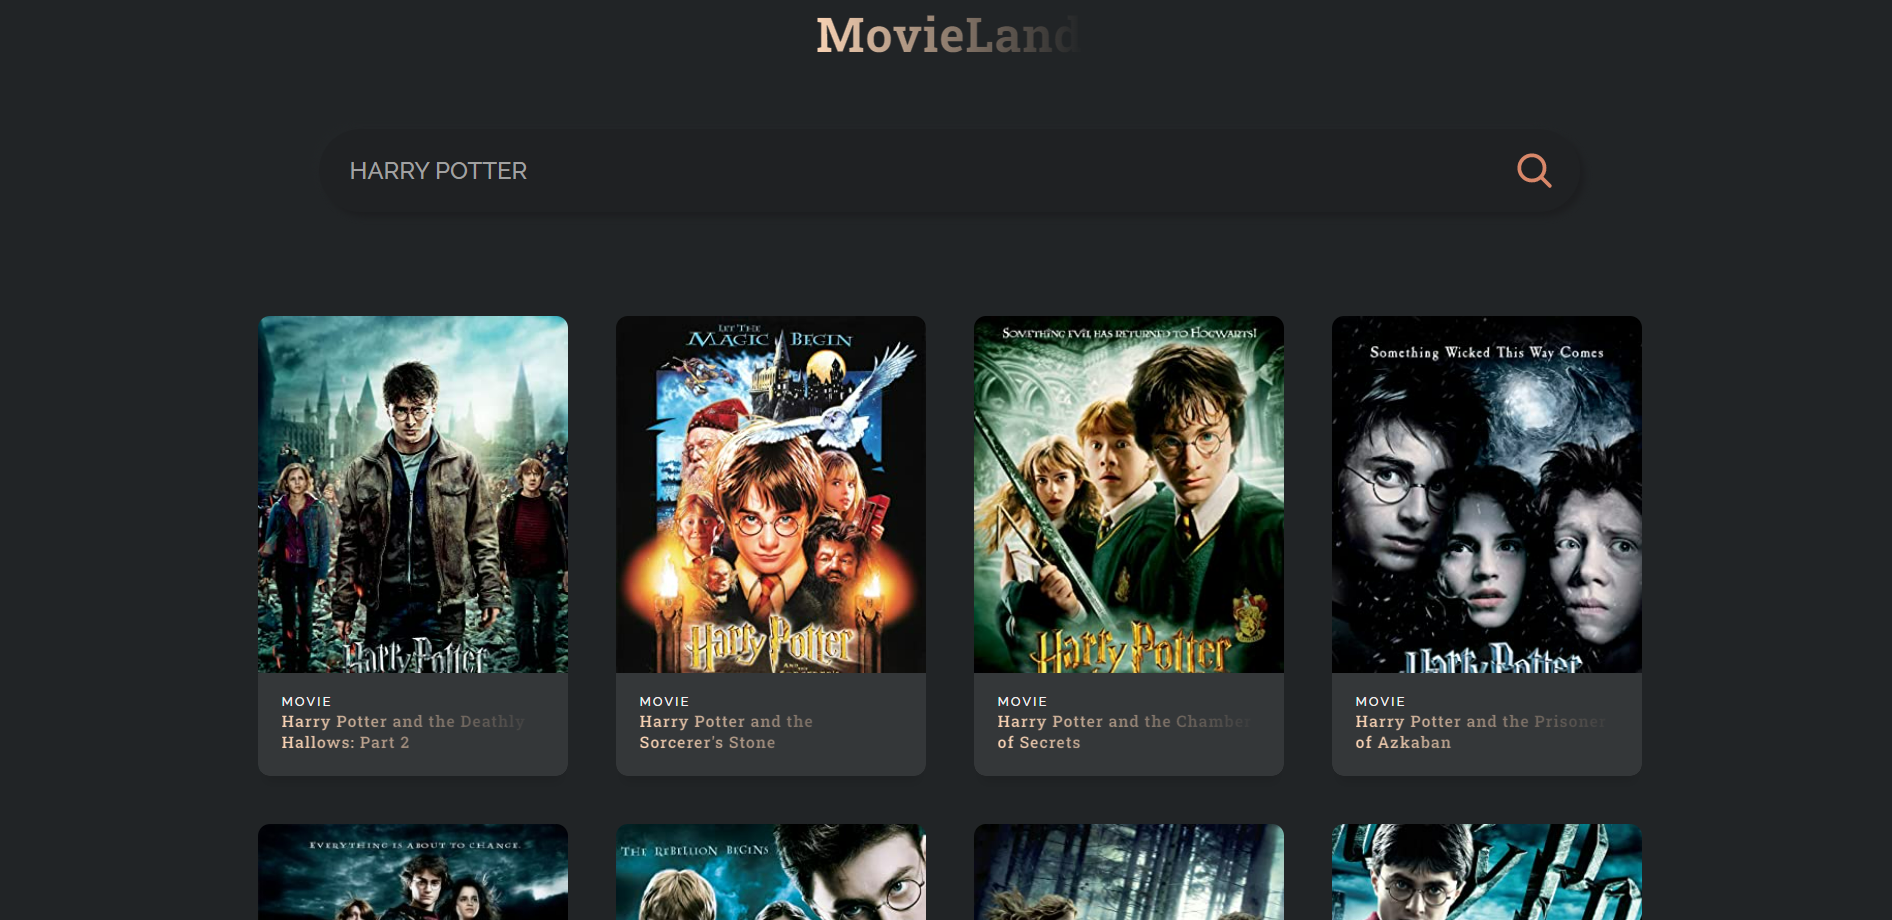 MovieLand
HARRY POTTER
LET THE
MAGIC BEGIN
SOMETHING EVIL HAS RETURNED TO HOGWARTS!
Something Wicked This Way Comes
Harry Potter
Harry Potter
AND THE
SORCERER'S
Harry Potter
Harry Potter
MOVIE
Harry Potter and the Deathly
Hallows: Part 2
MOVIE
Harry Potter and the
Sorcerer's Stone
MOVIE
Harry Potter and the Chamber
of Secrets
MOVIE
Harry Potter and the Prisoner
of Azkaban
EVERYTHING IS ABOUT TO CHANGE.
THE REBELLION BEGINS